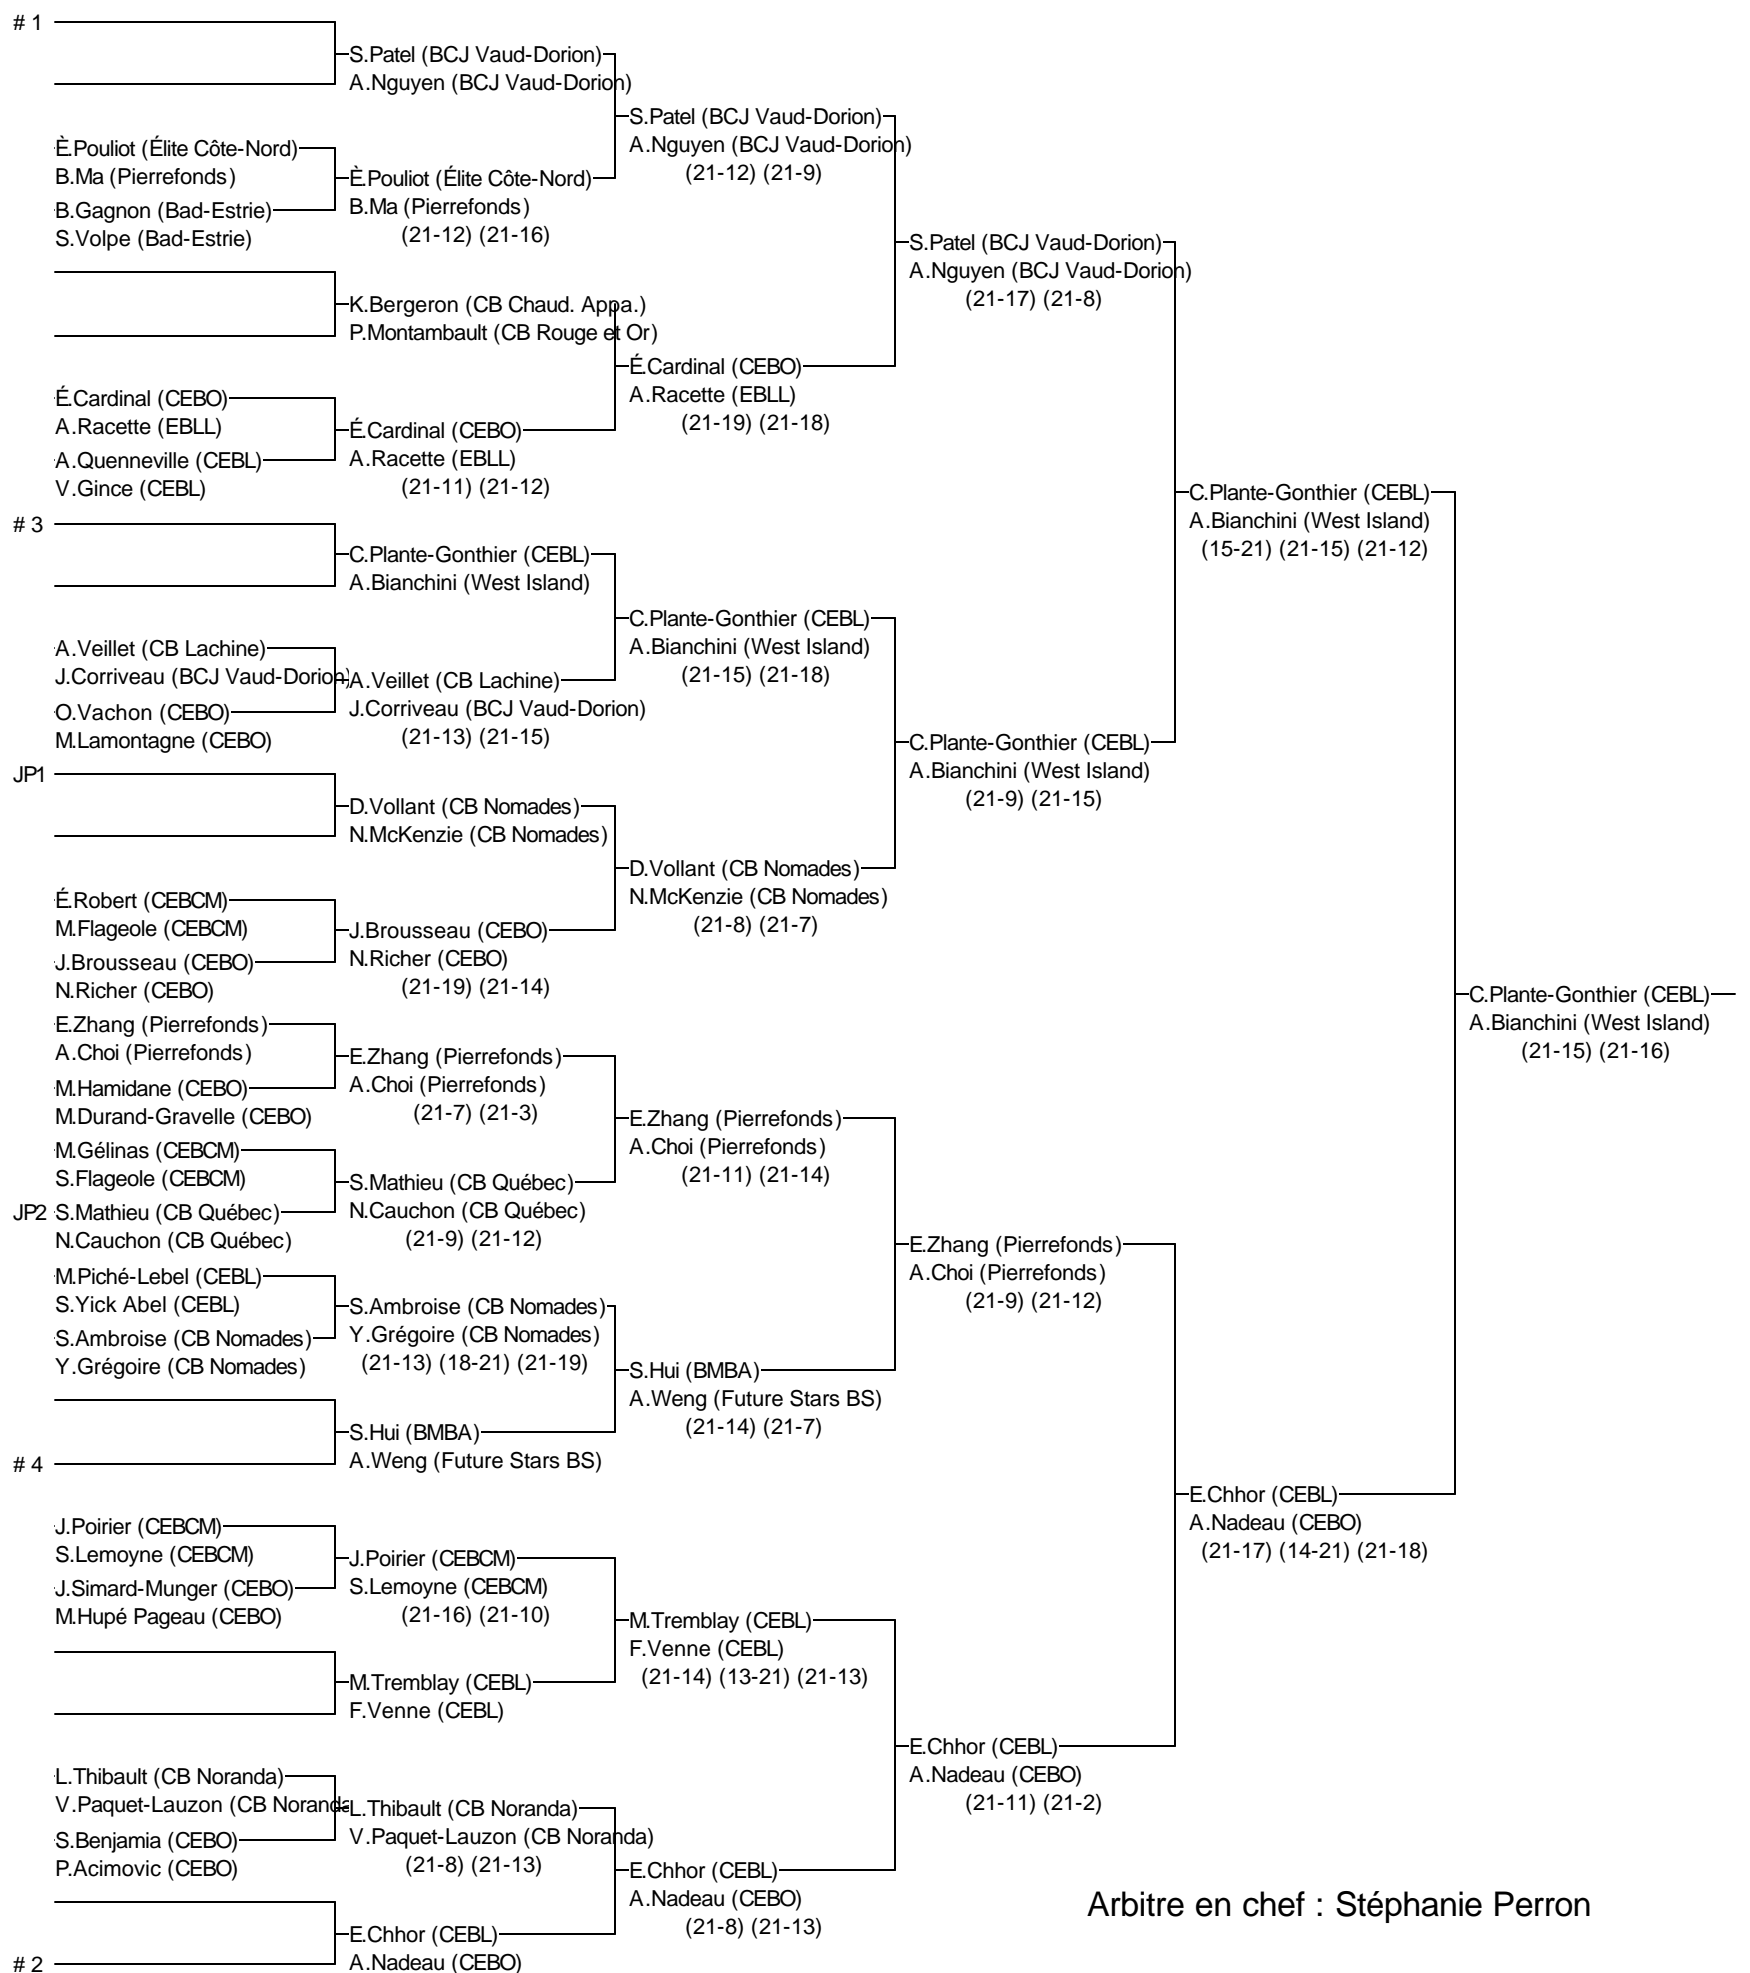 # 1
S.Patel (BCJ Vaud-Dorion)
A.Nguyen (BCJ Vaud-Dorion)
È.Pouliot (Élite Côte-Nord)
B.Ma (Pierrefonds)
B.Gagnon (Bad-Estrie)
S.Volpe (Bad-Estrie)
È.Pouliot (Élite Côte-Nord)
B.Ma (Pierrefonds)
(21-12) (21-16)
S.Patel (BCJ Vaud-Dorion)
A.Nguyen (BCJ Vaud-Dorion)
(21-12) (21-9)
K.Bergeron (CB Chaud. Appa.)
P.Montambault (CB Rouge et Or)
É.Cardinal (CEBO)
A.Racette (EBLL)
A.Quenneville (CEBL)
V.Gince (CEBL)
É.Cardinal (CEBO)
A.Racette (EBLL)
(21-11) (21-12)
É.Cardinal (CEBO)
A.Racette (EBLL)
(21-19) (21-18)
S.Patel (BCJ Vaud-Dorion)
A.Nguyen (BCJ Vaud-Dorion)
(21-17) (21-8)
# 3
C.Plante-Gonthier (CEBL)
A.Bianchini (West Island)
A.Veillet (CB Lachine)
J.Corriveau (BCJ Vaud-Dorion)
O.Vachon (CEBO)
M.Lamontagne (CEBO)
A.Veillet (CB Lachine)
J.Corriveau (BCJ Vaud-Dorion)
(21-13) (21-15)
C.Plante-Gonthier (CEBL)
A.Bianchini (West Island)
(21-15) (21-18)
JP1
D.Vollant (CB Nomades)
N.McKenzie (CB Nomades)
É.Robert (CEBCM)
M.Flageole (CEBCM)
J.Brousseau (CEBO)
N.Richer (CEBO)
J.Brousseau (CEBO)
N.Richer (CEBO)
(21-19) (21-14)
D.Vollant (CB Nomades)
N.McKenzie (CB Nomades)
(21-8) (21-7)
C.Plante-Gonthier (CEBL)
A.Bianchini (West Island)
(21-9) (21-15)
C.Plante-Gonthier (CEBL)
A.Bianchini (West Island)
(15-21) (21-15) (21-12)
E.Zhang (Pierrefonds)
A.Choi (Pierrefonds)
M.Hamidane (CEBO)
M.Durand-Gravelle (CEBO)
E.Zhang (Pierrefonds)
A.Choi (Pierrefonds)
(21-7) (21-3)
M.Gélinas (CEBCM)
S.Flageole (CEBCM)
JP2 S.Mathieu (CB Québec)
N.Cauchon (CB Québec)
S.Mathieu (CB Québec)
N.Cauchon (CB Québec)
(21-9) (21-12)
E.Zhang (Pierrefonds)
A.Choi (Pierrefonds)
(21-11) (21-14)
M.Piché-Lebel (CEBL)
S.Yick Abel (CEBL)
S.Ambroise (CB Nomades)
Y.Grégoire (CB Nomades)
S.Ambroise (CB Nomades)
Y.Grégoire (CB Nomades)
(21-13) (18-21) (21-19)
# 4
S.Hui (BMBA)
A.Weng (Future Stars BS)
S.Hui (BMBA)
A.Weng (Future Stars BS)
(21-14) (21-7)
E.Zhang (Pierrefonds)
A.Choi (Pierrefonds)
(21-9) (21-12)
J.Poirier (CEBCM)
S.Lemoyne (CEBCM)
J.Simard-Munger (CEBO)
M.Hupé Pageau (CEBO)
J.Poirier (CEBCM)
S.Lemoyne (CEBCM)
(21-16) (21-10)
M.Tremblay (CEBL)
F.Venne (CEBL)
M.Tremblay (CEBL)
F.Venne (CEBL)
(21-14) (13-21) (21-13)
L.Thibault (CB Noranda)
V.Paquet-Lauzon (CB Noranda
S.Benjamia (CEBO)
P.Acimovic (CEBO)
L.Thibault (CB Noranda)
V.Paquet-Lauzon (CB Noranda)
(21-8) (21-13)
# 2
E.Chhor (CEBL)
A.Nadeau (CEBO)
E.Chhor (CEBL)
A.Nadeau (CEBO)
(21-8) (21-13)
E.Chhor (CEBL)
A.Nadeau (CEBO)
(21-11) (21-2)
E.Chhor (CEBL)
A.Nadeau (CEBO)
(21-17) (14-21) (21-18)
C.Plante-Gonthier (CEBL)
A.Bianchini (West Island)
(21-15) (21-16)
Arbitre en chef : Stéphanie Perron